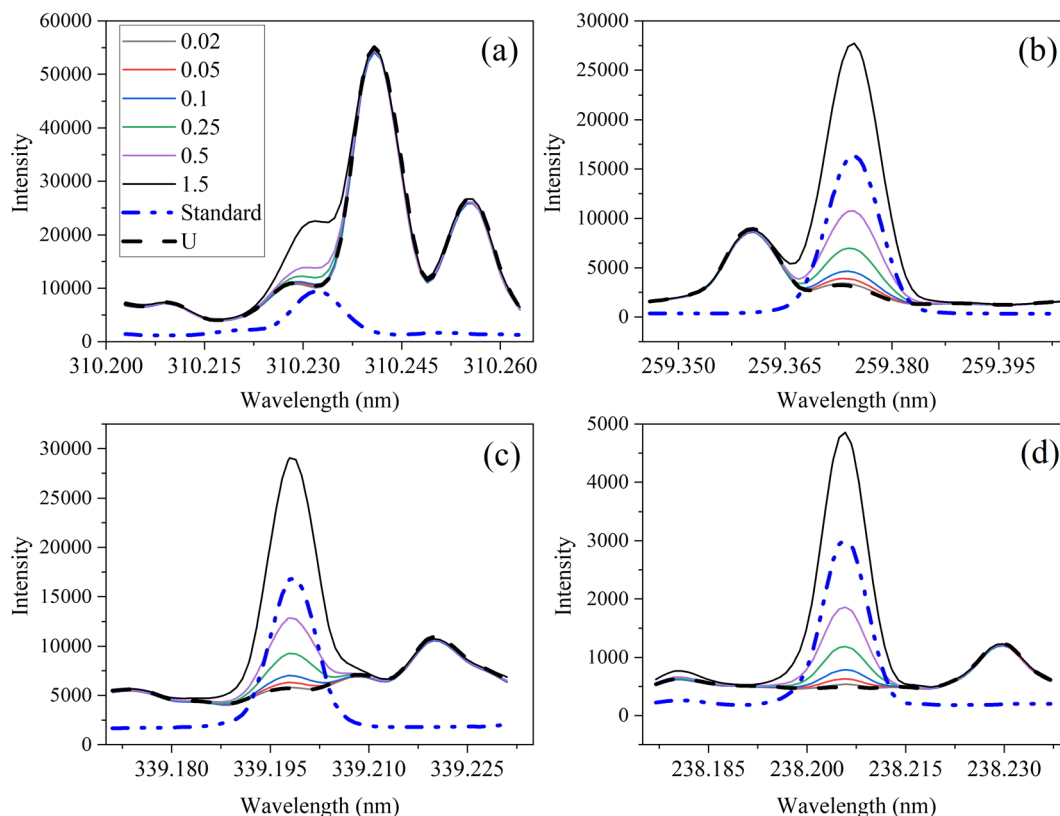 (a)
60000
50000
40000
30000
20000
10000
0
Intensity
0.02
0.05
0.1
0.25
0.5
1.5
Standard
U
310.200 310.215 310.230 310.245 310.260
Wavelength (nm)
(b)
30000
25000
20000
15000
10000
5000
0
Intensity
259.350 259.365 259.380 259.395
Wavelength (nm)
(c)
30000
25000
20000
15000
10000
5000
0
Intensity
339.180 339.195 339.210 339.225
Wavelength (nm)
(d)
5000
4000
3000
2000
1000
0
Intensity
238.185 238.200 238.215 238.230
Wavelength (nm)